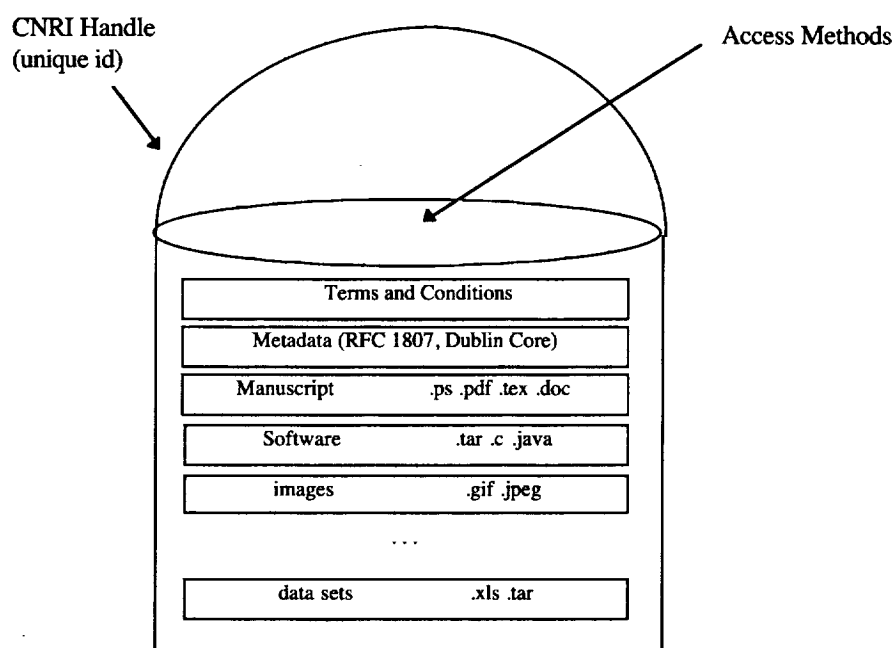 CNRI Handle
(unique id)
Access Methods
Terms and Conditions
Metadata (RFC 1807, Dublin Core)
Manuscript .ps .pdf .tex .doc
Software .tar .c .java
images .gif .jpeg
. . .
data sets .xls .tar